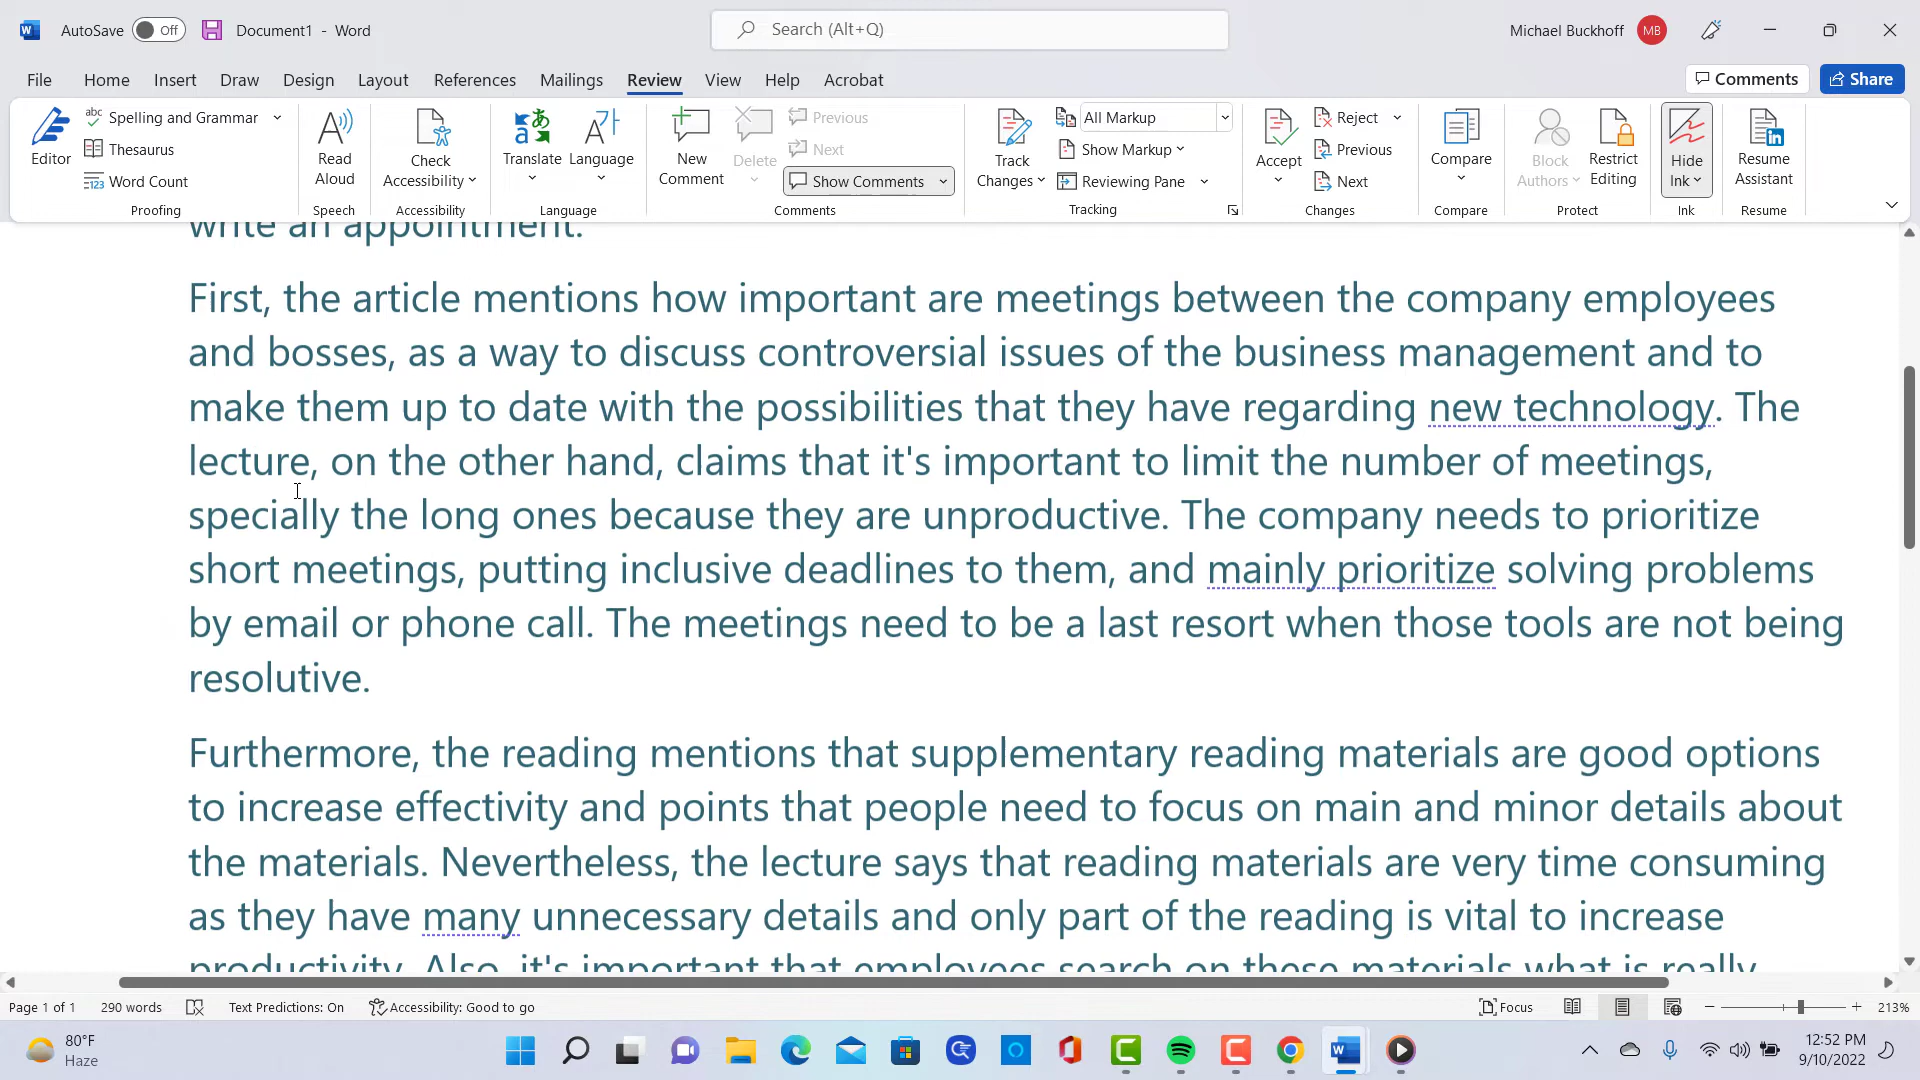 AutoSave Off Document1 - Word Search (Alt+Q) Michael Buckhoff MB
File Home Insert Draw Design Layout References Mailings Review View Help Acrobat Comments Share
Editor
abc Spelling and Grammar
Thesaurus
123 Word Count
Proofing
Read Aloud
Speech
Check Accessibility
Accessibility
Translate
Language
Language
New Comment
Delete
Previous
Next
Show Comments
Comments
Track Changes
All Markup
Show Markup
Reviewing Pane
Tracking
Accept
Reject
Previous
Next
Changes
Compare
Compare
Block Authors
Restrict Editing
Protect
Hide Ink
Ink
Resume Assistant
Resume
write an appointment.
First, the article mentions how important are meetings between the company employees
and bosses, as a way to discuss controversial issues of the business management and to
make them up to date with the possibilities that they have regarding new technology. The
lecture, on the other hand, claims that it's important to limit the number of meetings,
specially the long ones because they are unproductive. The company needs to prioritize
short meetings, putting inclusive deadlines to them, and mainly prioritize solving problems
by email or phone call. The meetings need to be a last resort when those tools are not being
resolutive.
Furthermore, the reading mentions that supplementary reading materials are good options
to increase effectivity and points that people need to focus on main and minor details about
the materials. Nevertheless, the lecture says that reading materials are very time consuming
as they have many unnecessary details and only part of the reading is vital to increase
productivity. Also, it's important that employees search on these materials what is really
Page 1 of 1 290 words Text Predictions: On Accessibility: Good to go Focus 213%
80°F
Haze
12:52 PM
9/10/2022